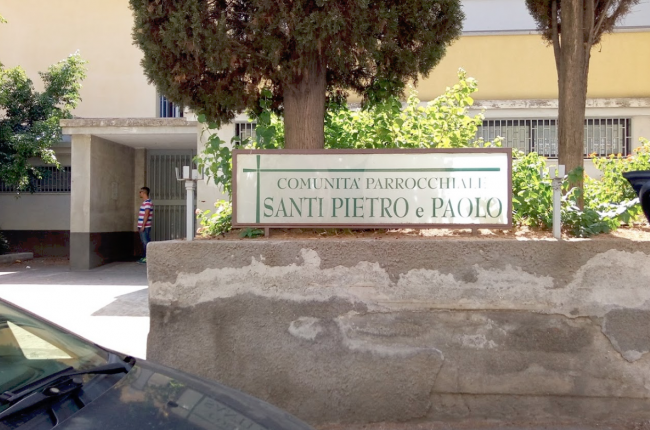 COMUNITA' PARROCCHIALE
SANTI PIETRO e PAOLO